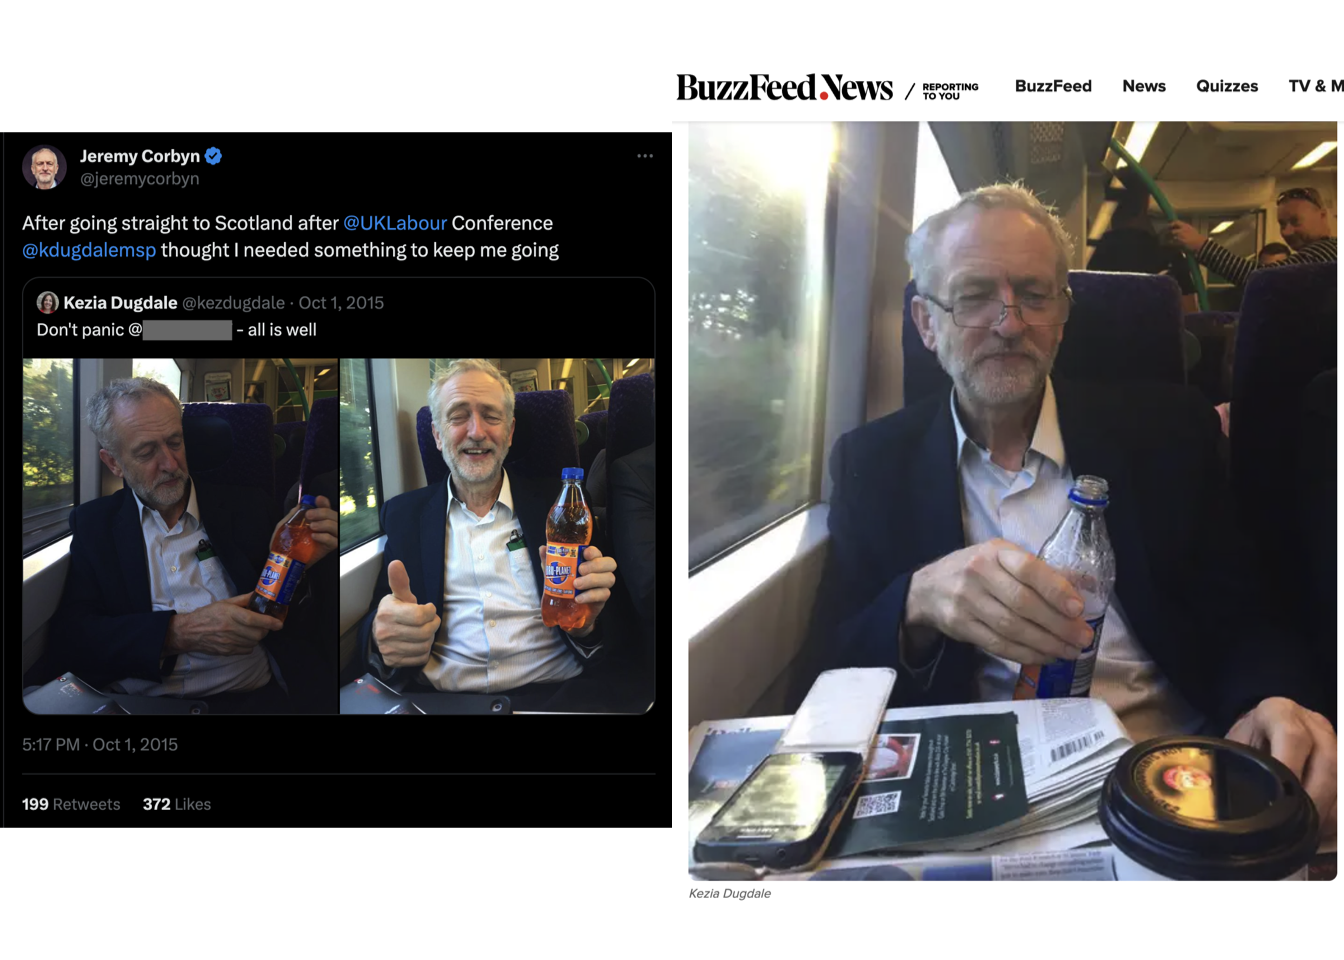 Jeremy Corbyn
@jeremycorbyn
After going straight to Scotland after @UKLabour Conference
@kdugdalemsp thought I needed something to keep me going
Kezia Dugdale @kezdugdale · Oct 1, 2015
Don't panic @ - all is well
5:17 PM · Oct 1, 2015
199 Retweets 372 Likes
BuzzFeed News / REPORTING
TO YOU
BuzzFeed News Quizzes TV & M
Kezia Dugdale